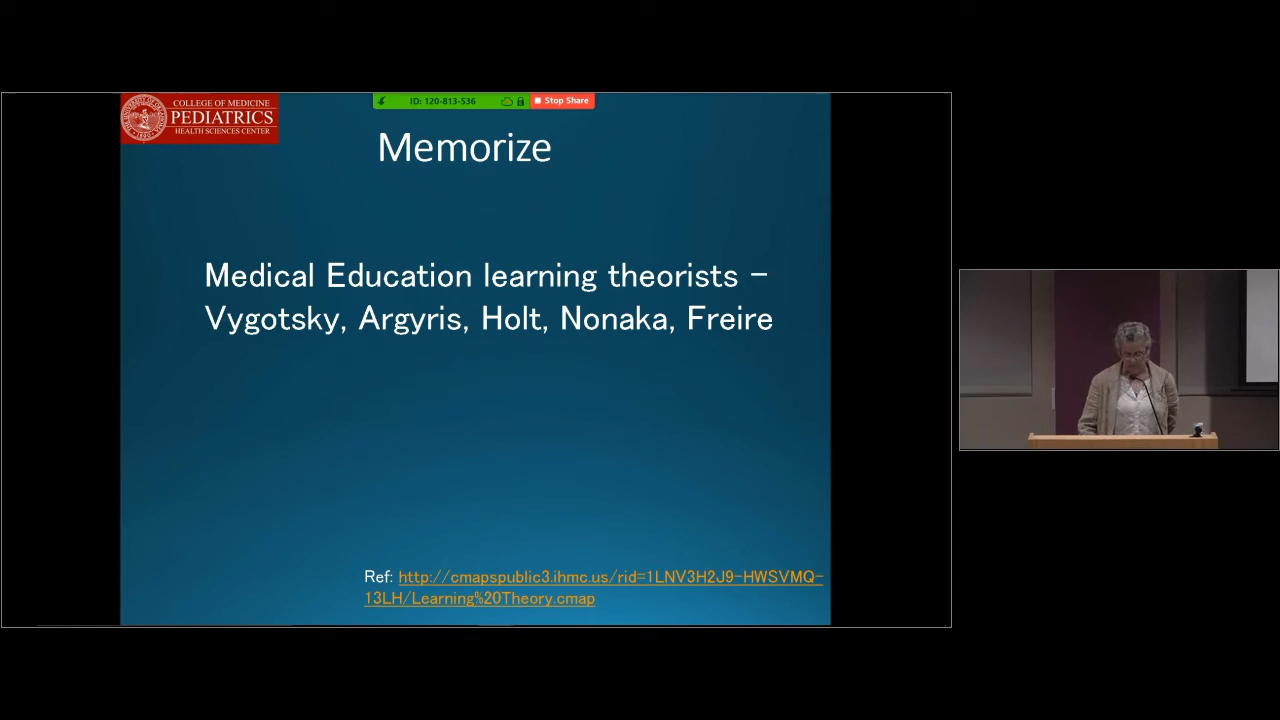 COLLEGE OF MEDICINE
PEDIATRICS
HEALTH SCIENCES CENTER
ID: 120-813-536
Stop Share
Memorize
Medical Education learning theorists –
Vygotsky, Argyris, Holt, Nonaka, Freire
Ref: http://cmapspublic3.ihmc.us/rid=1LNV3H2J9-HWSVMQ-
13LH/Learning%20Theory.cmap